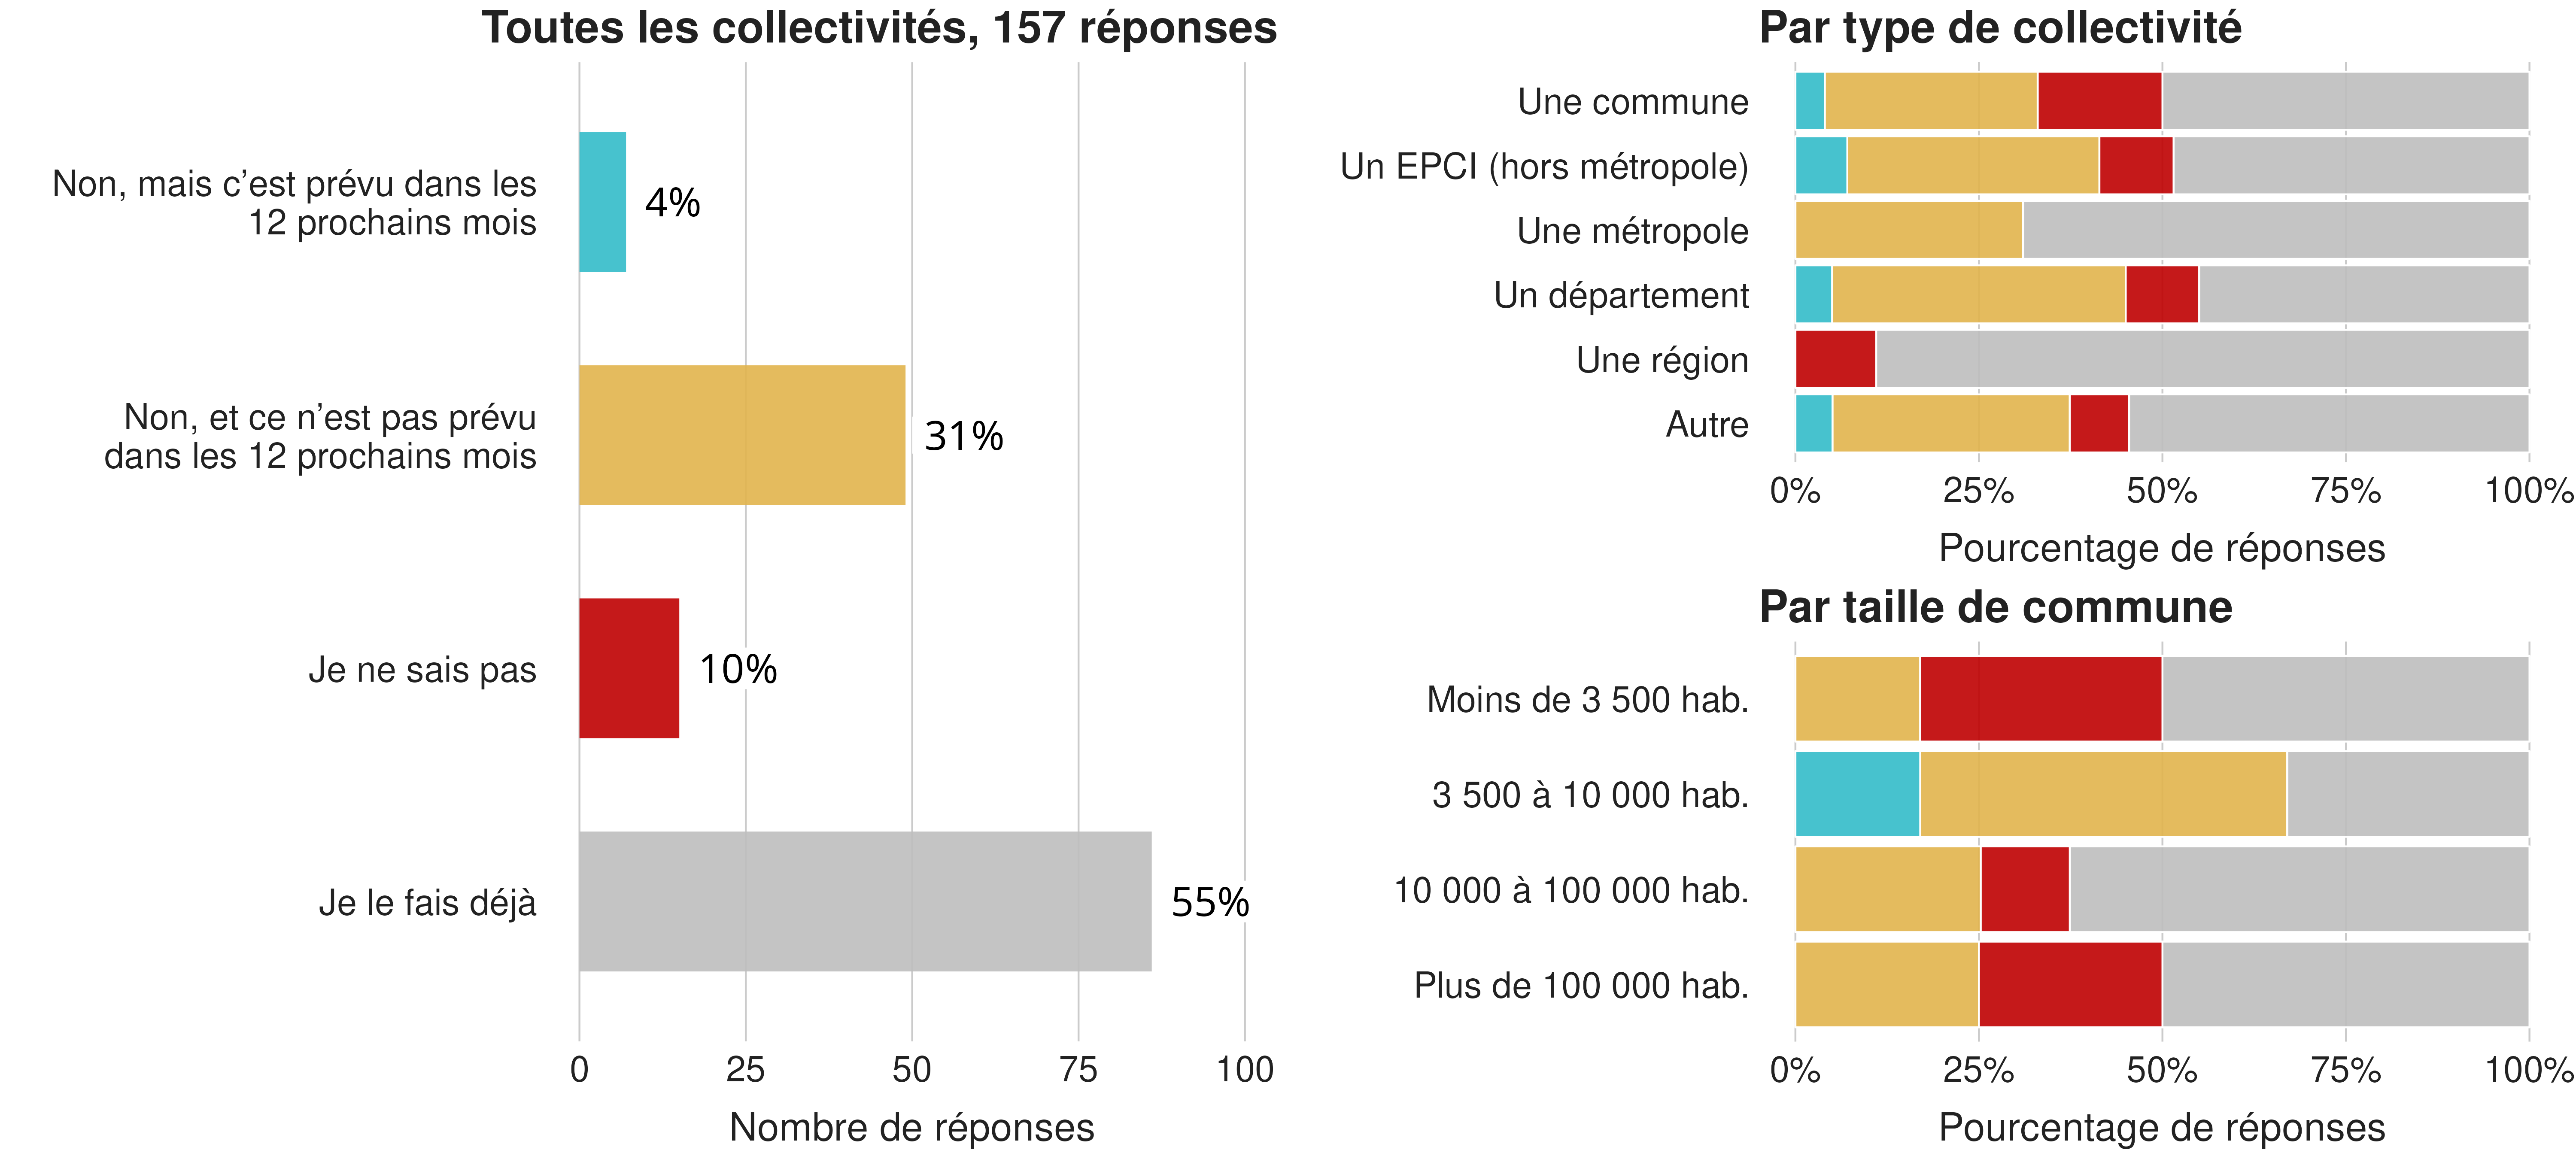 Toutes les collectivités, 157 réponses
Non, mais c’est prévu dans les
12 prochains mois
4%
Non, et ce n’est pas prévu
dans les 12 prochains mois
31%
Je ne sais pas
10%
Je le fais déjà
55%
0 25 50 75 100
Nombre de réponses
Par type de collectivité
Une commune
Un EPCI (hors métropole)
Une métropole
Un département
Une région
Autre
0% 25% 50% 75% 100%
Pourcentage de réponses
Par taille de commune
Moins de 3 500 hab.
3 500 à 10 000 hab.
10 000 à 100 000 hab.
Plus de 100 000 hab.
0% 25% 50% 75% 100%
Pourcentage de réponses